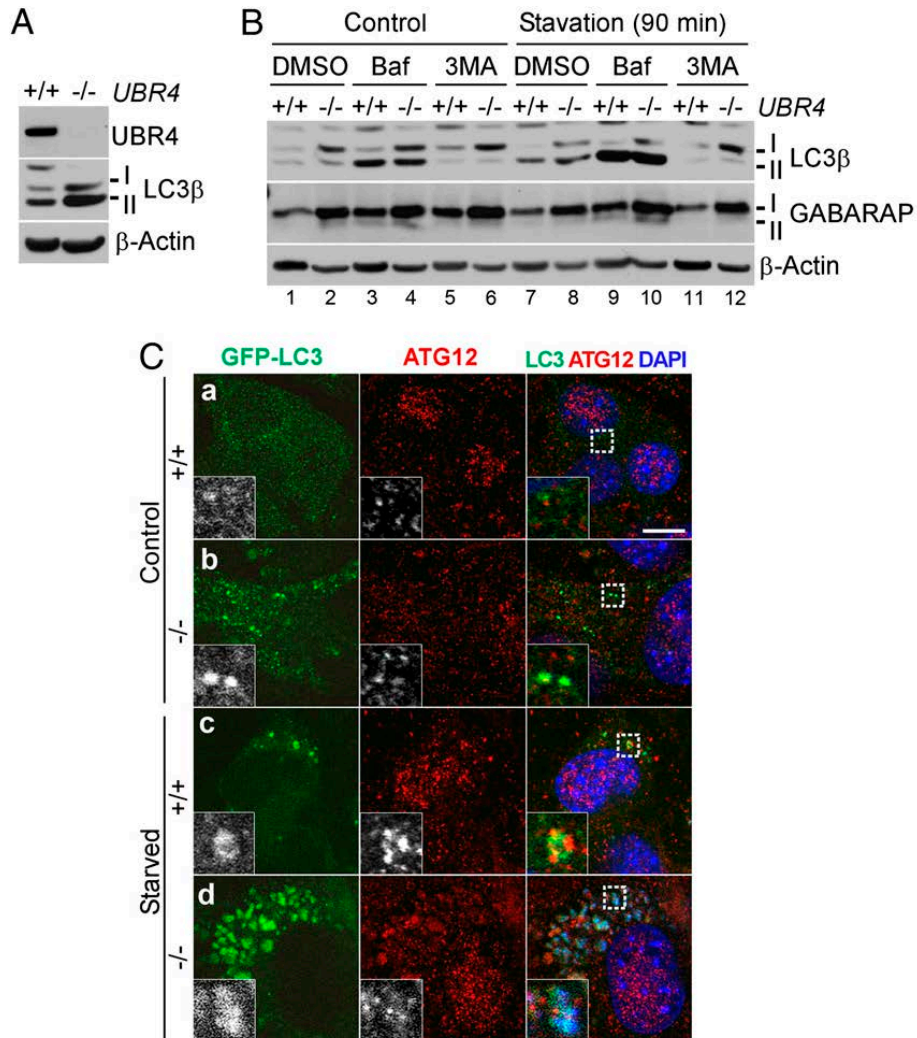 A
+/+ -/- UBR4
UBR4
I
II
LC3β
β-Actin
B
Control Stavation (90 min)
DMSO Baf 3MA DMSO Baf 3MA
+/+ -/- +/+ -/- +/+ -/- +/+ -/- +/+ -/- +/+ -/- UBR4
I
II
LC3β
I
II
GABARAP
β-Actin
1 2 3 4 5 6 7 8 9 10 11 12
C
GFP-LC3 ATG12 LC3 ATG12 DAPI
Control
+/+
a
-/-
b
Starved
+/+
c
-/-
d